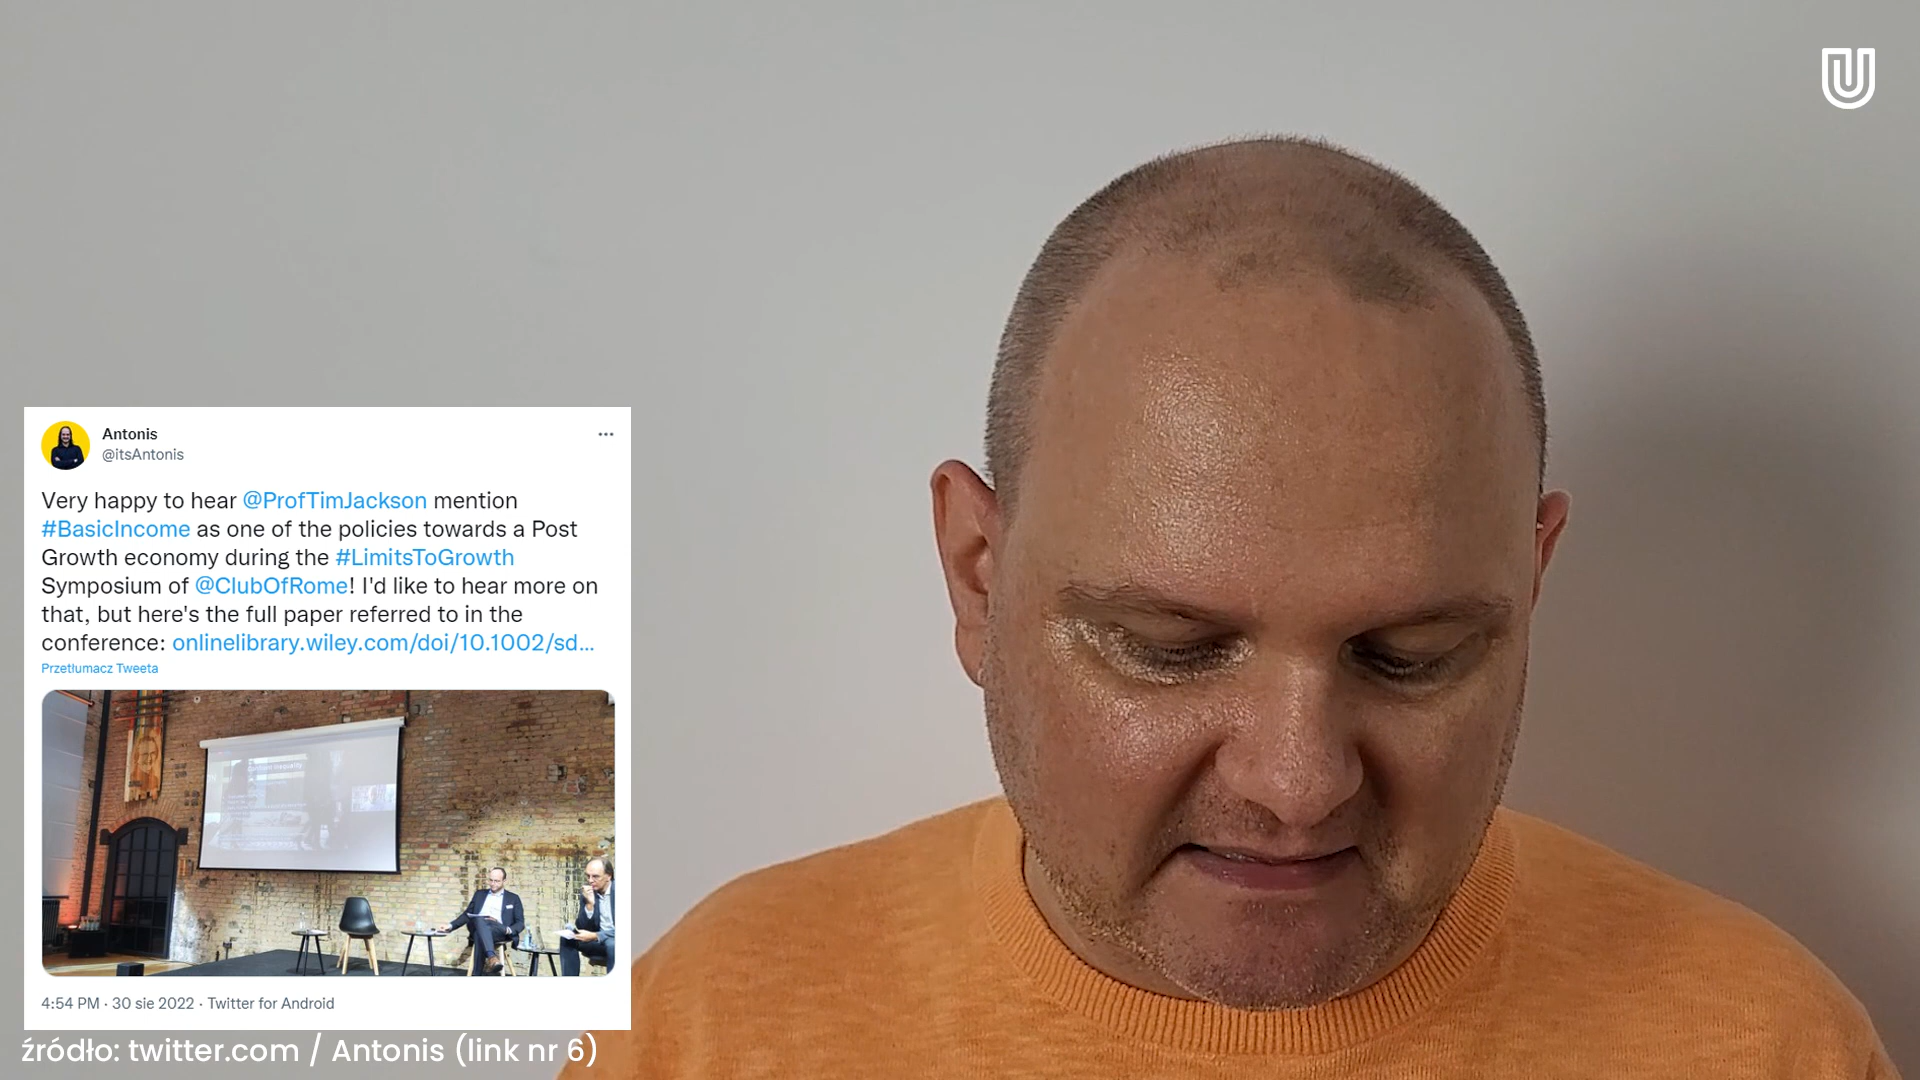 Antonis
@itsAntonis
Very happy to hear @ProfTimJackson mention
#BasicIncome as one of the policies towards a Post
Growth economy during the #LimitsToGrowth
Symposium of @ClubOfRome! I'd like to hear more on
that, but here's the full paper referred to in the
conference: onlinelibrary.wiley.com/doi/10.1002/sd...
Przetłumacz Tweeta
4:54 PM · 30 sie 2022 · Twitter for Android
źródło: twitter.com / Antonis (link nr 6)